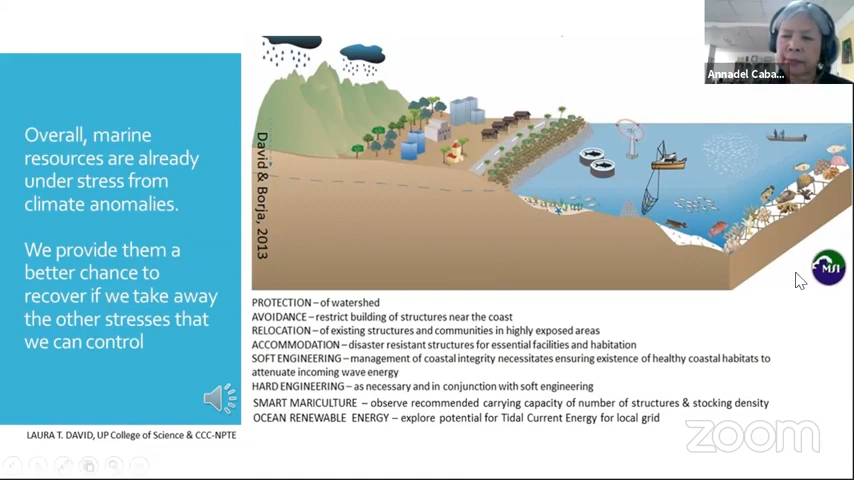 Annadel Caba...
Overall, marine
resources are already
under stress from
climate anomalies.
We provide them a
better chance to
recover if we take away
the other stresses that
we can control
David & Borja, 2013
MSI
PROTECTION – of watershed
AVOIDANCE – restrict building of structures near the coast
RELOCATION – of existing structures and communities in highly exposed areas
ACCOMMODATION – disaster resistant structures for essential facilities and habitation
SOFT ENGINEERING – management of coastal integrity necessitates ensuring existence of healthy coastal habitats to
attenuate incoming wave energy
HARD ENGINEERING – as necessary and in conjunction with soft engineering
SMART MARICULTURE – observe recommended carrying capacity of number of structures & stocking density
OCEAN RENEWABLE ENERGY – explore potential for Tidal Current Energy for local grid
LAURA T. DAVID, UP College of Science & CCC-NPTE
zoom